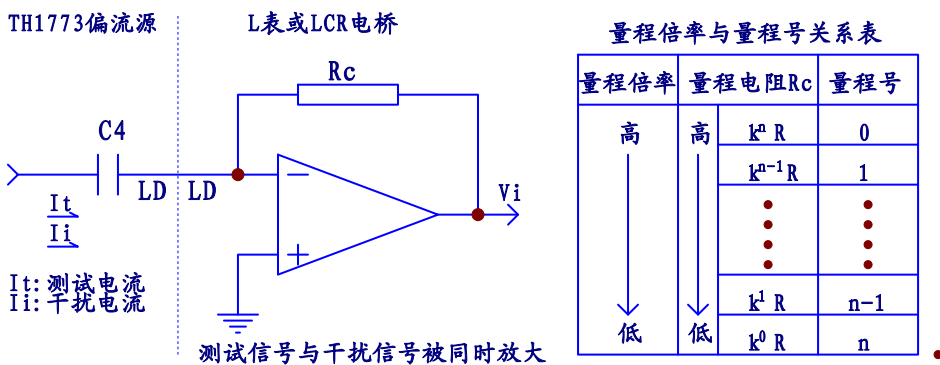 TH1773偏流源
L表或LCR电桥
Rc
C4
LD
LD
It
Ii
Vi
It: 测试电流
Ii: 干扰电流
测试信号与干扰信号被同时放大
量程倍率与量程号关系表
量程倍率 量程电阻Rc 量程号
高 高 kⁿ R 0
kⁿ⁻¹ R 1
k¹ R n-1
低 低 k⁰ R n